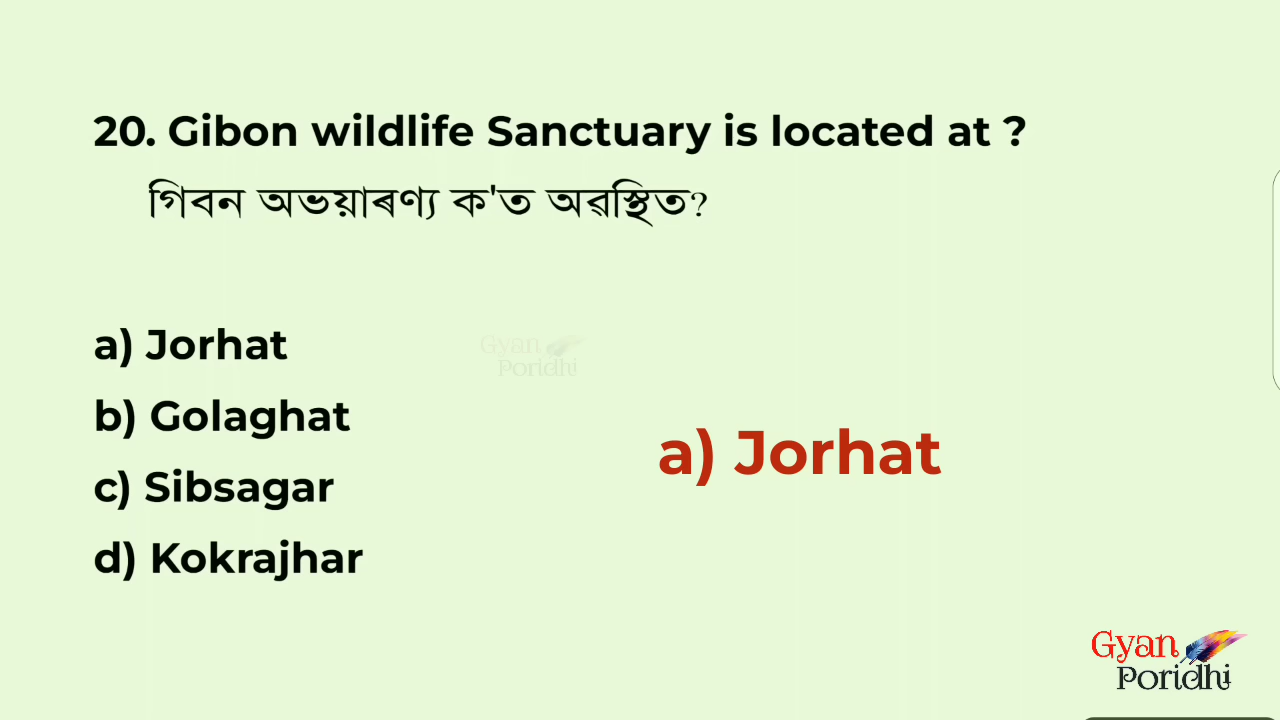 20. Gibon wildlife Sanctuary is located at ?
গিবন অভয়াৰণ্য ক'ত অৱস্থিত?
a) Jorhat
b) Golaghat
c) Sibsagar
d) Kokrajhar
a) Jorhat
Gyan
Poridhi
Gyan
Poridhi